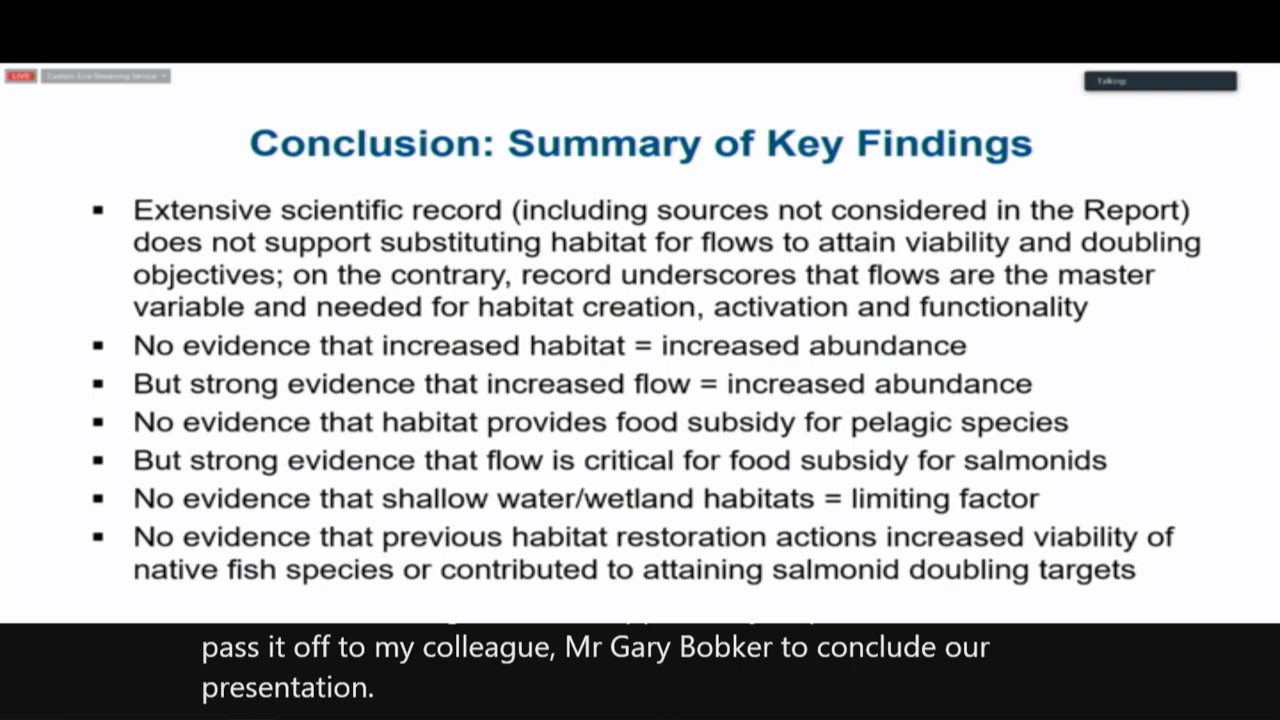 LIVE
Custom Live Streaming Service
Talking:
Conclusion: Summary of Key Findings
▪ Extensive scientific record (including sources not considered in the Report)
does not support substituting habitat for flows to attain viability and doubling
objectives; on the contrary, record underscores that flows are the master
variable and needed for habitat creation, activation and functionality
▪ No evidence that increased habitat = increased abundance
▪ But strong evidence that increased flow = increased abundance
▪ No evidence that habitat provides food subsidy for pelagic species
▪ But strong evidence that flow is critical for food subsidy for salmonids
▪ No evidence that shallow water/wetland habitats = limiting factor
▪ No evidence that previous habitat restoration actions increased viability of
native fish species or contributed to attaining salmonid doubling targets
pass it off to my colleague, Mr Gary Bobker to conclude our
presentation.